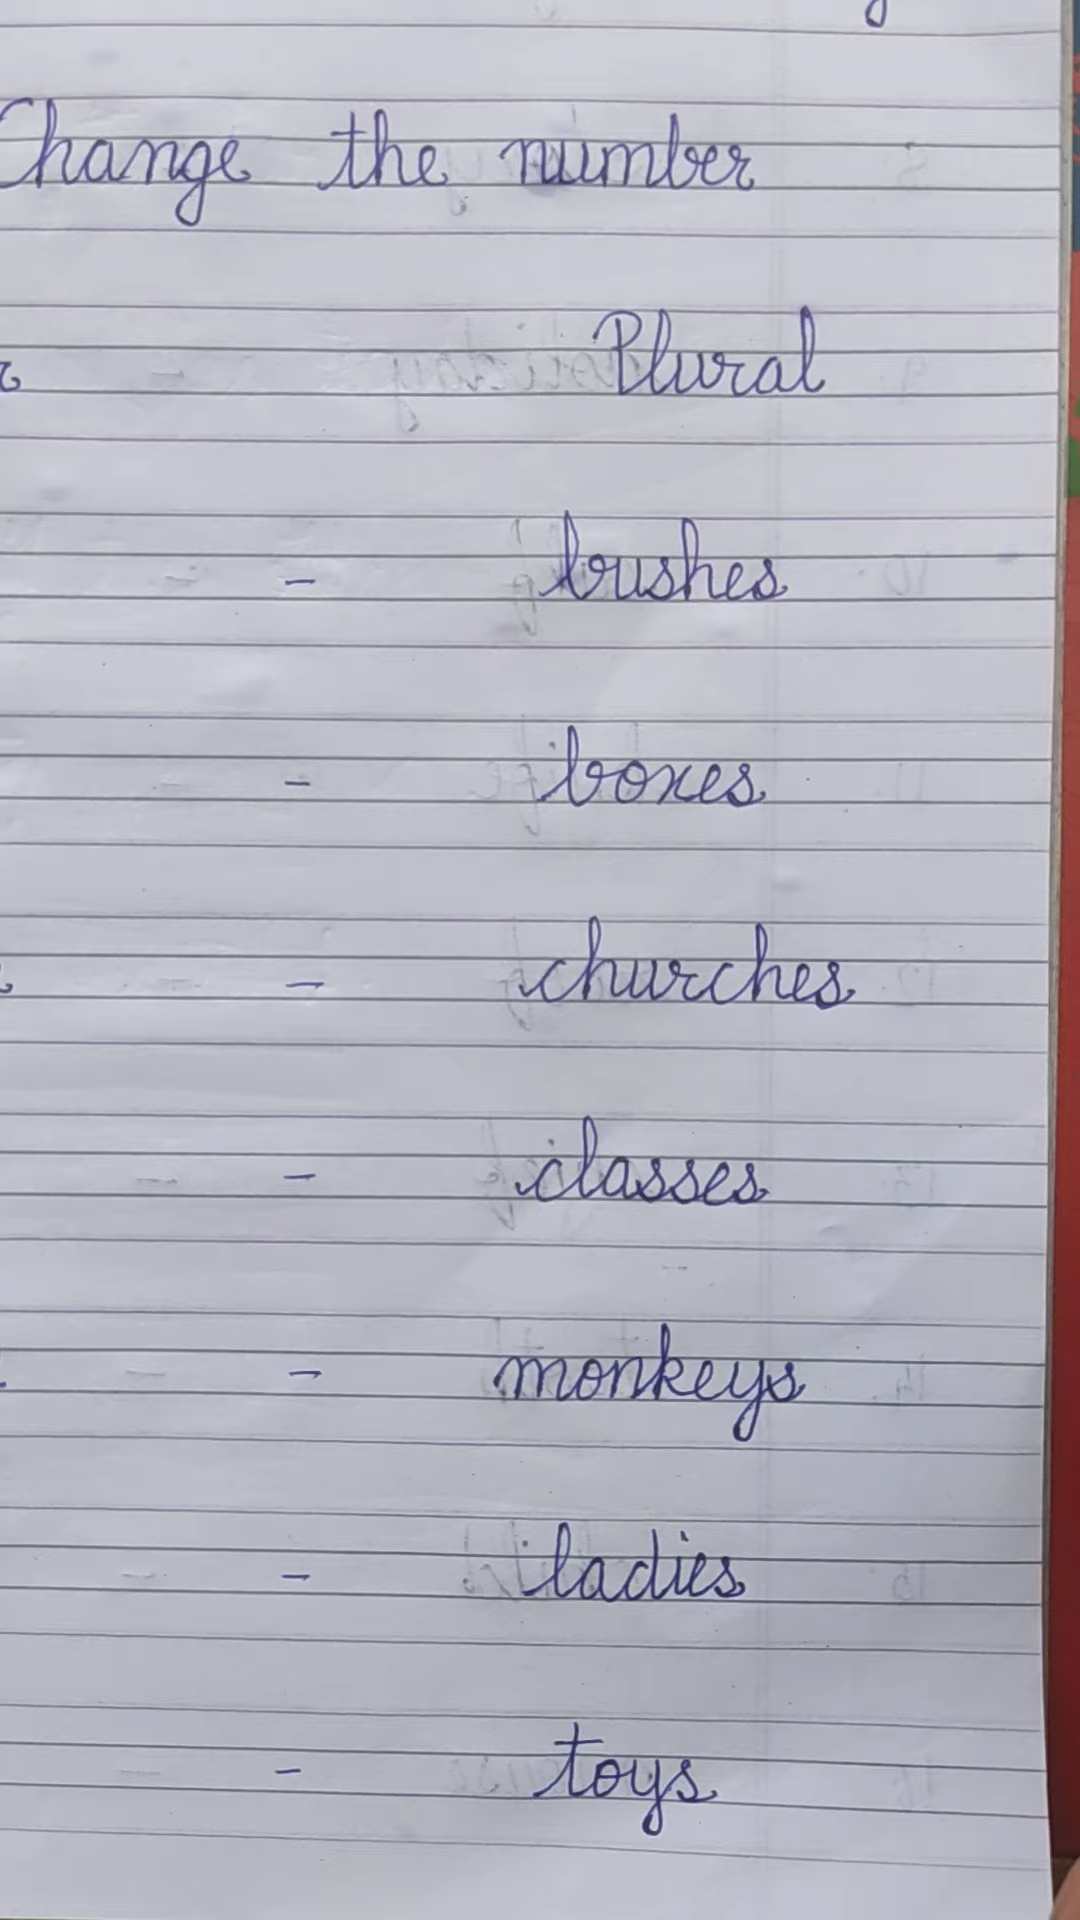 Change the number
Plural
- brushes
- boxes
- churches
- classes
- monkeys
- ladies
- toys